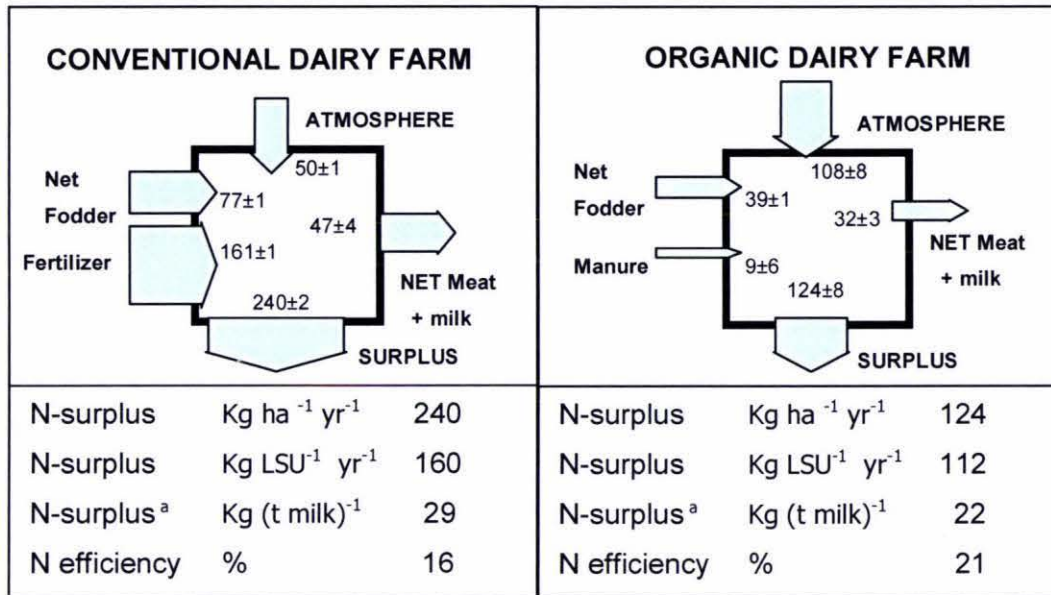 CONVENTIONAL DAIRY FARM
ATMOSPHERE
50±1
Net
Fodder
77±1
47±4
Fertilizer
161±1
NET Meat
+ milk
240±2
SURPLUS
N-surplus Kg ha ⁻¹ yr⁻¹ 240
N-surplus Kg LSU⁻¹ yr⁻¹ 160
N-surplus ᵃ Kg (t milk)⁻¹ 29
N efficiency % 16
ORGANIC DAIRY FARM
ATMOSPHERE
108±8
Net
Fodder
39±1
32±3
NET Meat
+ milk
Manure
9±6
124±8
SURPLUS
N-surplus Kg ha ⁻¹ yr⁻¹ 124
N-surplus Kg LSU⁻¹ yr⁻¹ 112
N-surplus ᵃ Kg (t milk)⁻¹ 22
N efficiency % 21